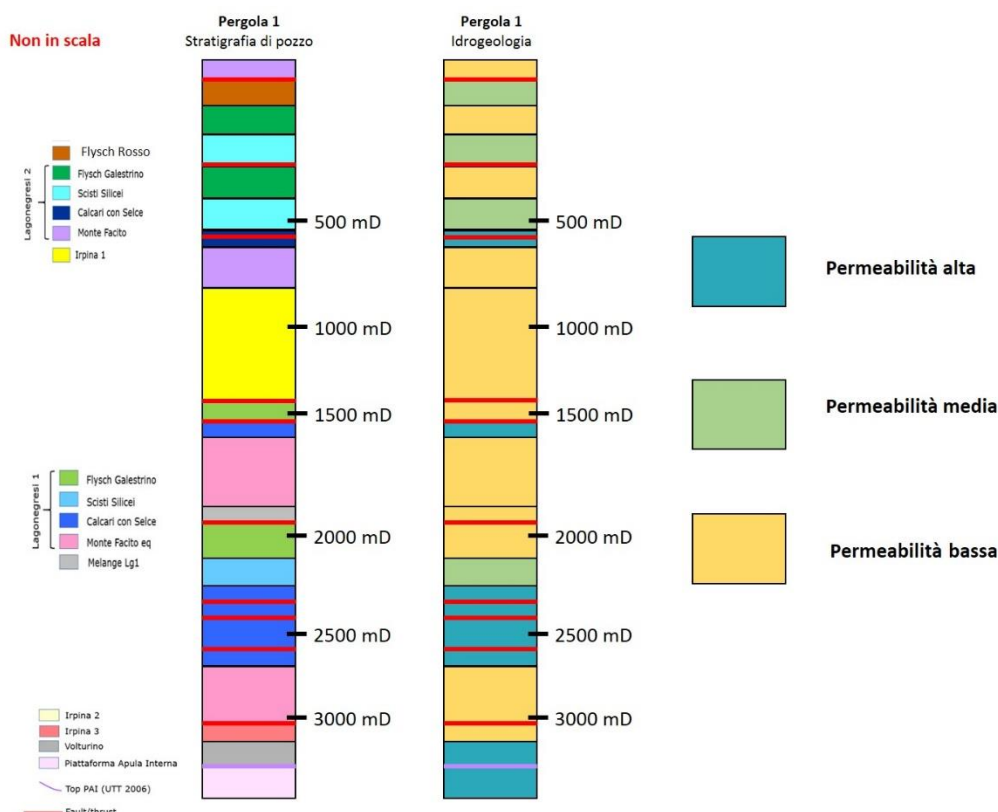 Non in scala
Pergola 1
Stratigrafia di pozzo
Pergola 1
Idrogeologia
Lagonegresi 2
Flysch Rosso
Flysch Galestrino
Scisti Silicei
Calcari con Selce
Monte Facito
Irpina 1
Lagonegresi 1
Flysch Galestrino
Scisti Silicei
Calcari con Selce
Monte Facito eq
Melange Lg1
Irpina 2
Irpina 3
Volturino
Piattaforma Apula Interna
Top PAI (UTT 2006)
Fault/thrust
500 mD
1000 mD
1500 mD
2000 mD
2500 mD
3000 mD
500 mD
1000 mD
1500 mD
2000 mD
2500 mD
3000 mD
Permeabilità alta
Permeabilità media
Permeabilità bassa